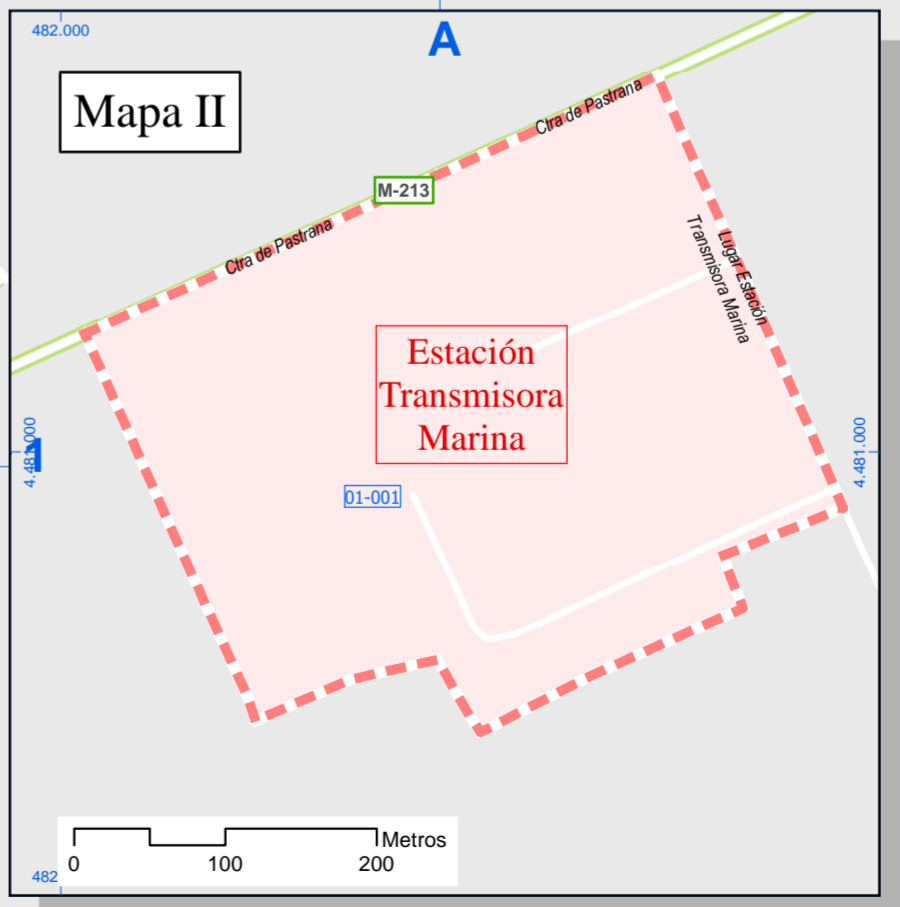 482.000
A
Mapa II
Ctra de Pastrana
M-213
Ctra de Pastrana
Lugar Estación
Transmisora Marina
Estación
Transmisora
Marina
4.481.000
1
4.481.000
01-001
Metros
0 100 200
482